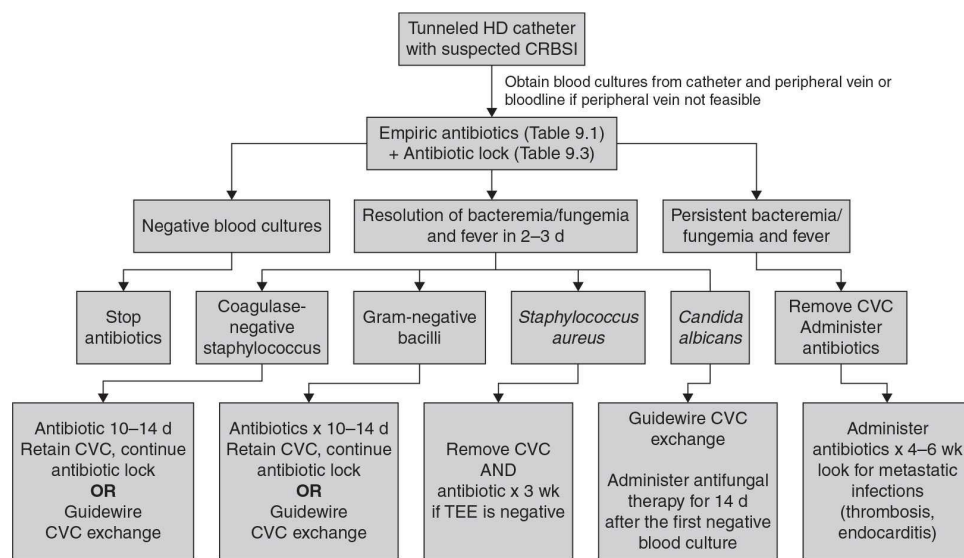 Tunneled HD catheter
with suspected CRBSI
Obtain blood cultures from catheter and peripheral vein or
bloodline if peripheral vein not feasible
Empiric antibiotics (Table 9.1)
+ Antibiotic lock (Table 9.3)
Negative blood
cultures
Resolution of bacteremia/fungemia
and fever in 2–3 d
Persistent bacteremia/
fungemia and fever
Stop
antibiotics
Coagulase-
negative
staphylococcus
Gram-negative
bacilli
Staphylococcus
aureus
Candida
albicans
Remove CVC
Administer
antibiotics
Antibiotic 10–14 d
Retain CVC, continue
antibiotic lock
OR
Guidewire
CVC exchange
Antibiotics x 10–14 d
Retain CVC, continue
antibiotic lock
OR
Guidewire
CVC exchange
Remove CVC
AND
antibiotic x 3 wk
if TEE is negative
Guidewire CVC
exchange
Administer antifungal
therapy for 14 d
after the first negative
blood culture
Administer
antibiotics x 4–6 wk
look for metastatic
infections
(thrombosis,
endocarditis)